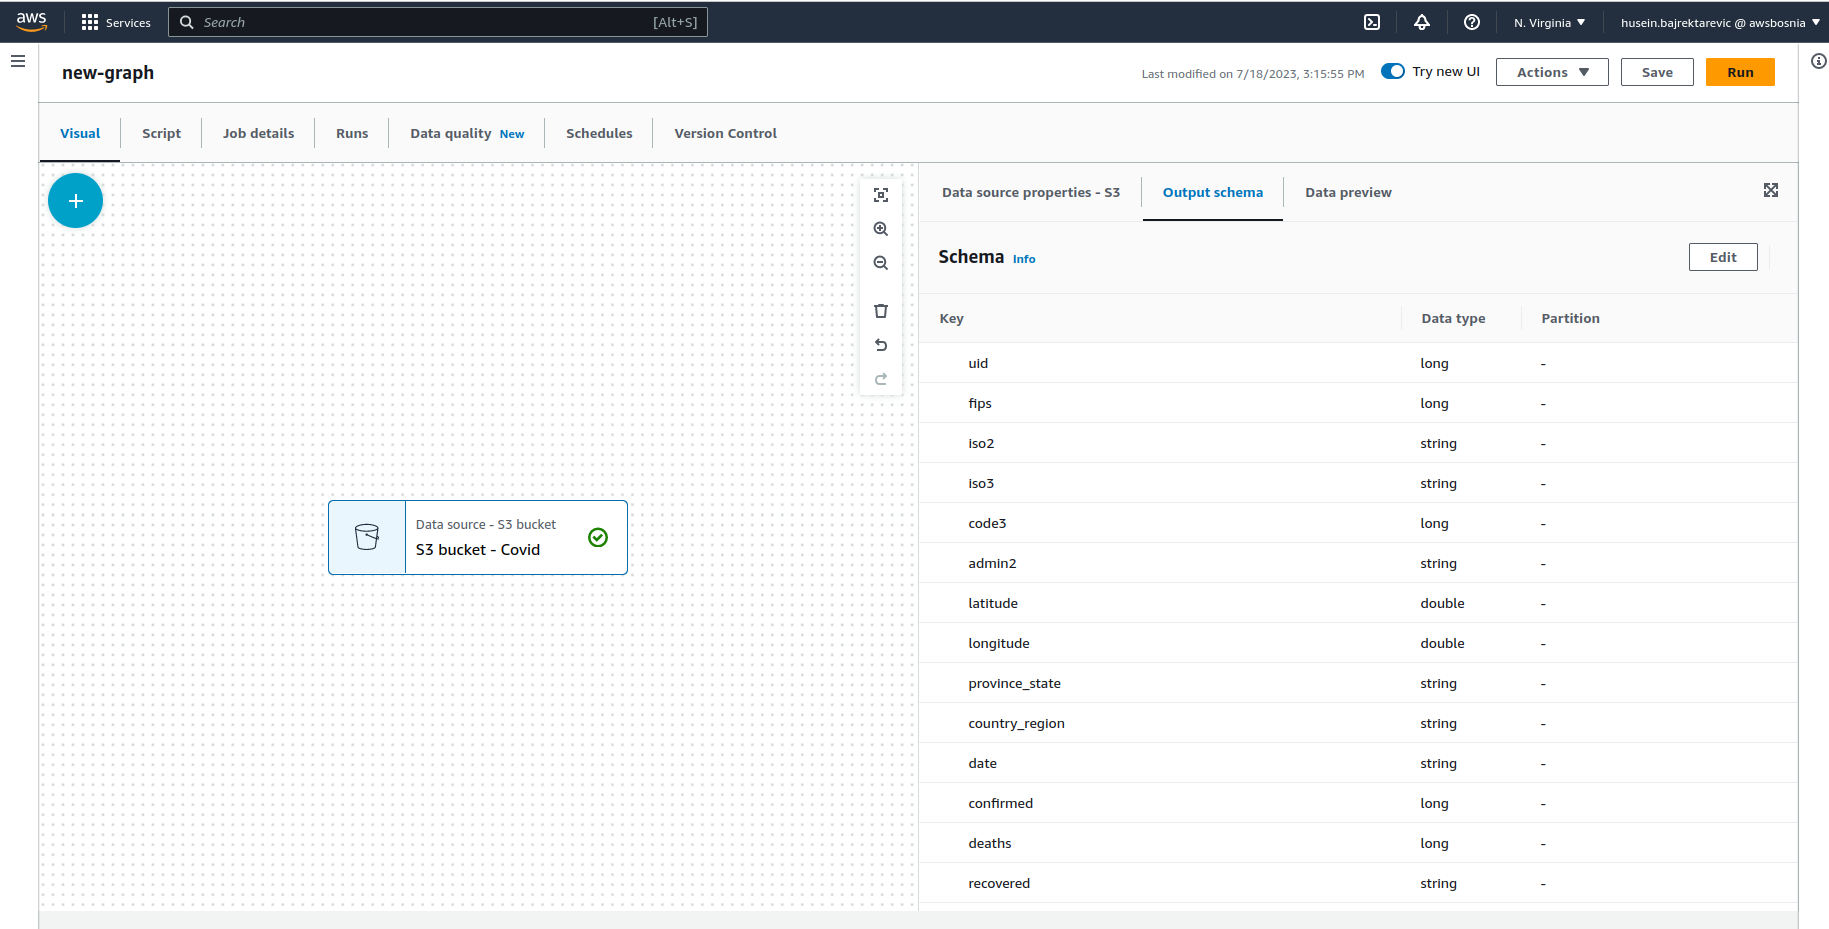 aws Services Search [Alt+S] N. Virginia husein.bajrektarevic @ awsbosnia
new-graph Last modified on 7/18/2023, 3:15:55 PM Try new UI Actions Save Run
Visual Script Job details Runs Data quality New Schedules Version Control
Data source properties - S3 Output schema Data preview
Schema Info Edit
Key Data type Partition
uid long -
fips long -
iso2 string -
iso3 string -
code3 long -
admin2 string -
latitude double -
longitude double -
province_state string -
country_region string -
date string -
confirmed long -
deaths long -
recovered string -
Data source - S3 bucket
S3 bucket - Covid